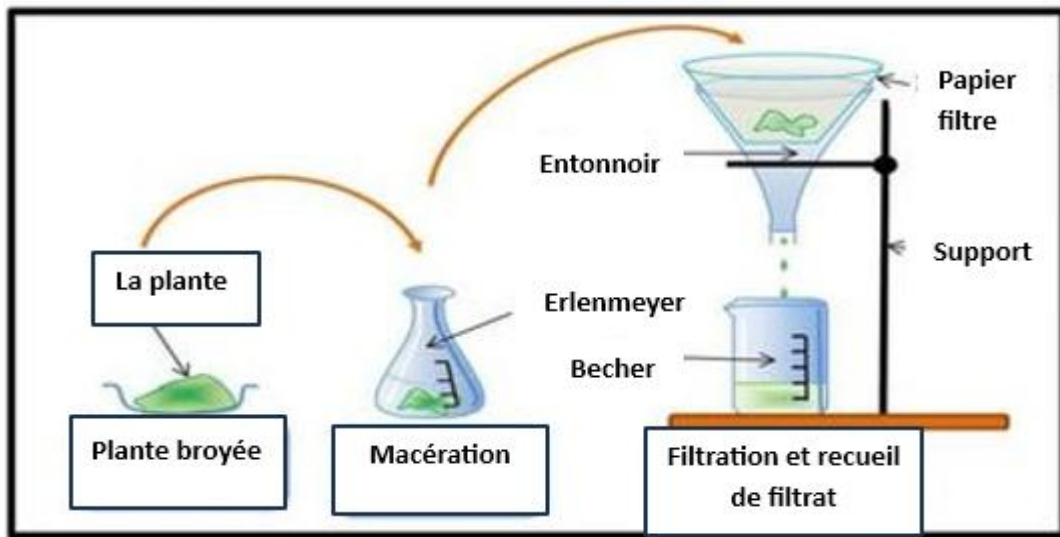 Papier
filtre
Entonnoir
La plante
Support
Erlenmeyer
Becher
Plante broyée
Macération
Filtration et recueil
de filtrat